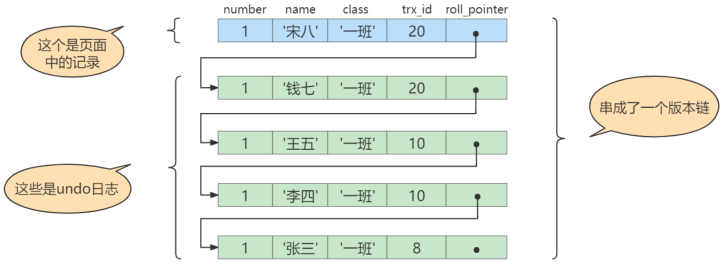 number name class trx_id roll_pointer
1 '宋八' '一班' 20
1 '钱七' '一班' 20
1 '王五' '一班' 10
1 '李四' '一班' 10
1 '张三' '一班' 8
这个是页面
中的记录
这些是undo日志
串成了一个版本链